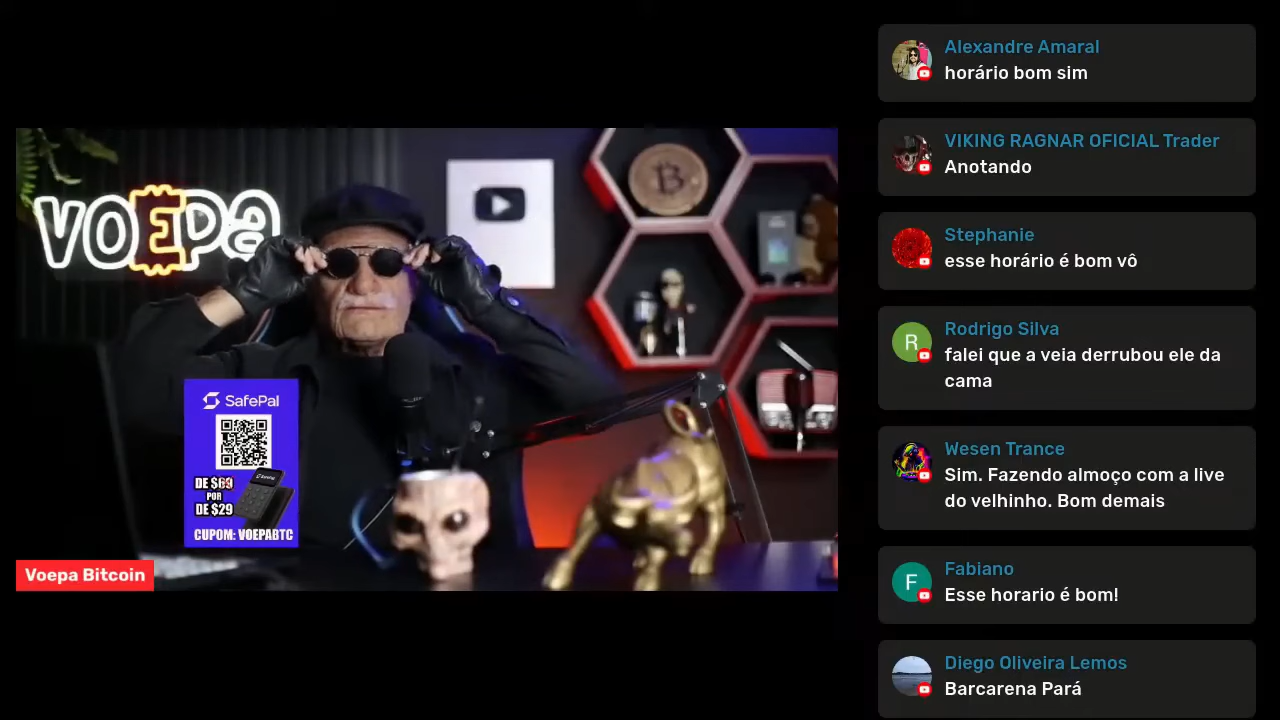 VOEPa
SafePal
DE $69
POR
DE $29
CUPOM: VOEPABTC
Voepa Bitcoin
Alexandre Amaral
horário bom sim
VIKING RAGNAR OFICIAL Trader
Anotando
Stephanie
esse horário é bom vô
R
Rodrigo Silva
falei que a veia derrubou ele da
cama
Wesen Trance
Sim. Fazendo almoço com a live
do velhinho. Bom demais
F
Fabiano
Esse horario é bom!
Diego Oliveira Lemos
Barcarena Pará